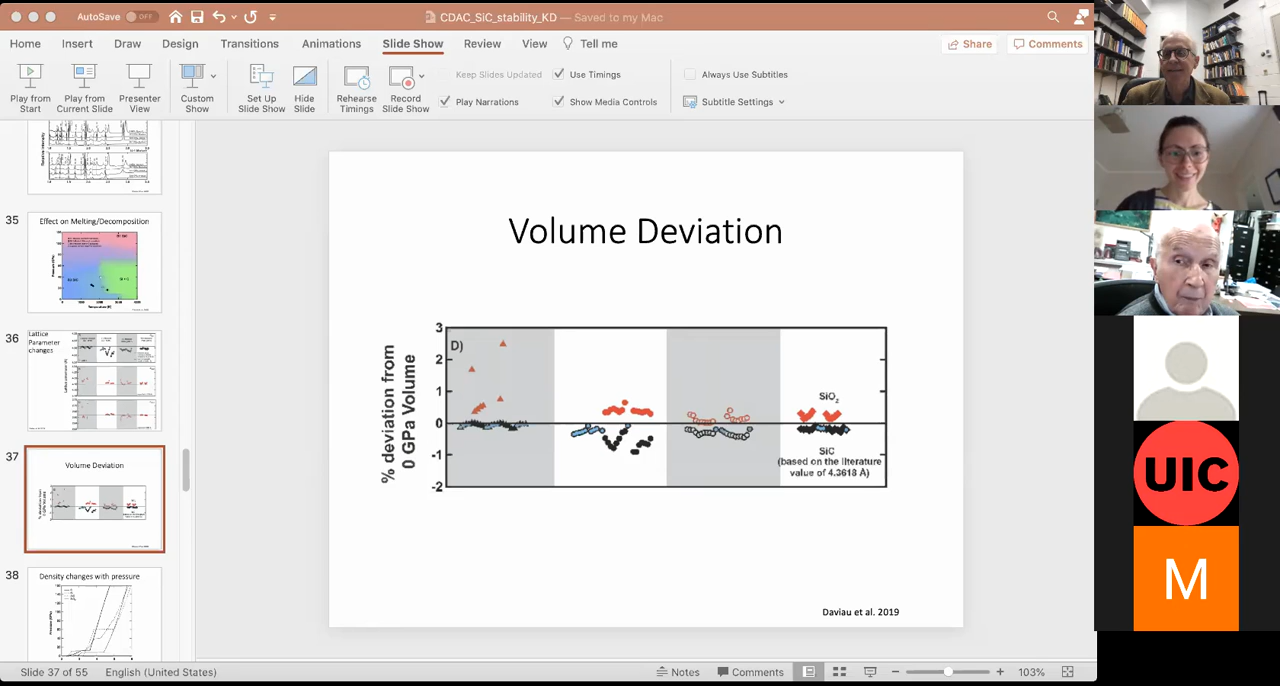 AutoSave OFF
CDAC_SiC_stability_KD — Saved to my Mac
Home Insert Draw Design Transitions Animations Slide Show Review View Tell me
Share Comments
Play from Start
Play from Current Slide
Presenter View
Custom Show
Set Up Slide Show
Hide Slide
Rehearse Timings
Record Slide Show
Keep Slides Updated
Use Timings
Play Narrations
Show Media Controls
Always Use Subtitles
Subtitle Settings
35
Effect on Melting/Decomposition
36
Lattice
Parameter
changes
37
Volume Deviation
38
Density changes with pressure
Volume Deviation
% deviation from
0 GPa Volume
3
2
1
0
-1
-2
D)
SiO2
SiC
(based on the literature
value of 4.3618 Å)
Daviau et al. 2019
UIC
M
Slide 37 of 55 English (United States)
Notes Comments 103%